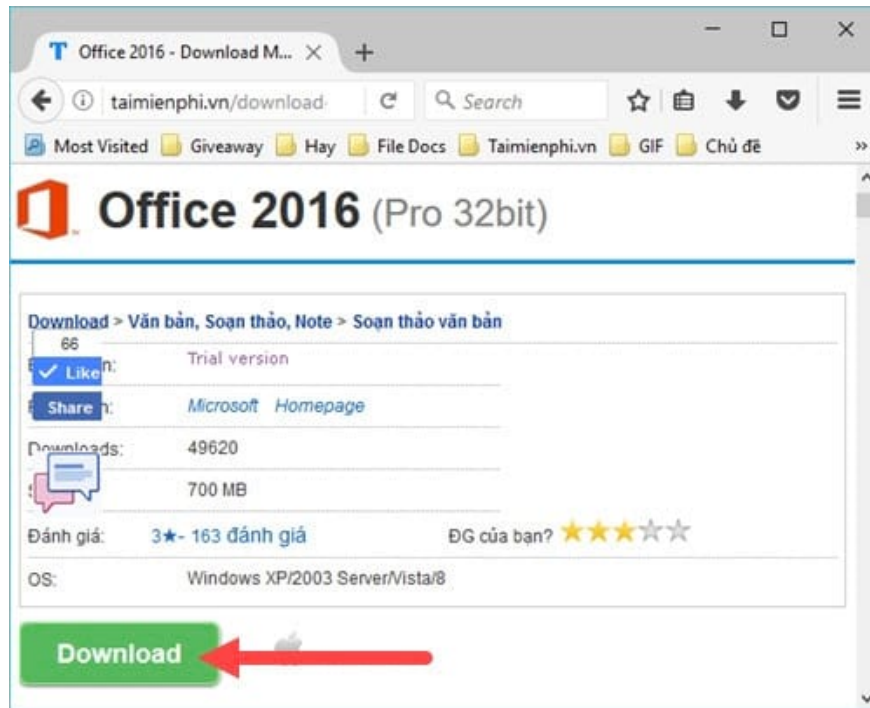 T Office 2016 - Download M...
taimienphi.vn/download- Search
Most Visited Giveaway Hay File Docs Taimienphi.vn GIF Chủ đề »
Office 2016 (Pro 32bit)
Download > Văn bản, Soạn thảo, Note > Soạn thảo văn bản
66
Trial version
Like n:
Share n: Microsoft Homepage
Downloads: 49620
700 MB
Đánh giá: 3★- 163 đánh giá ĐG của bạn?
OS: Windows XP/2003 Server/Vista/8
Download